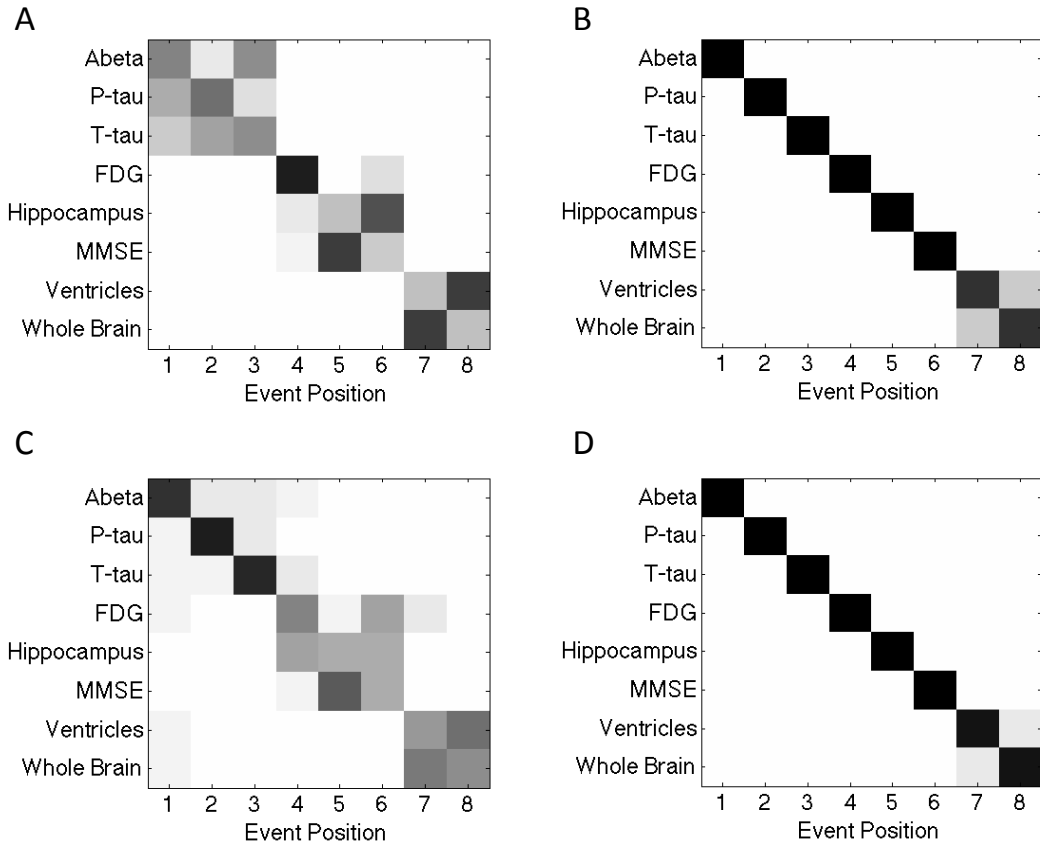 A
Abeta
P-tau
T-tau
FDG
Hippocampus
MMSE
Ventricles
Whole Brain
1 2 3 4 5 6 7 8
Event Position
B
Abeta
P-tau
T-tau
FDG
Hippocampus
MMSE
Ventricles
Whole Brain
1 2 3 4 5 6 7 8
Event Position
C
Abeta
P-tau
T-tau
FDG
Hippocampus
MMSE
Ventricles
Whole Brain
1 2 3 4 5 6 7 8
Event Position
D
Abeta
P-tau
T-tau
FDG
Hippocampus
MMSE
Ventricles
Whole Brain
1 2 3 4 5 6 7 8
Event Position